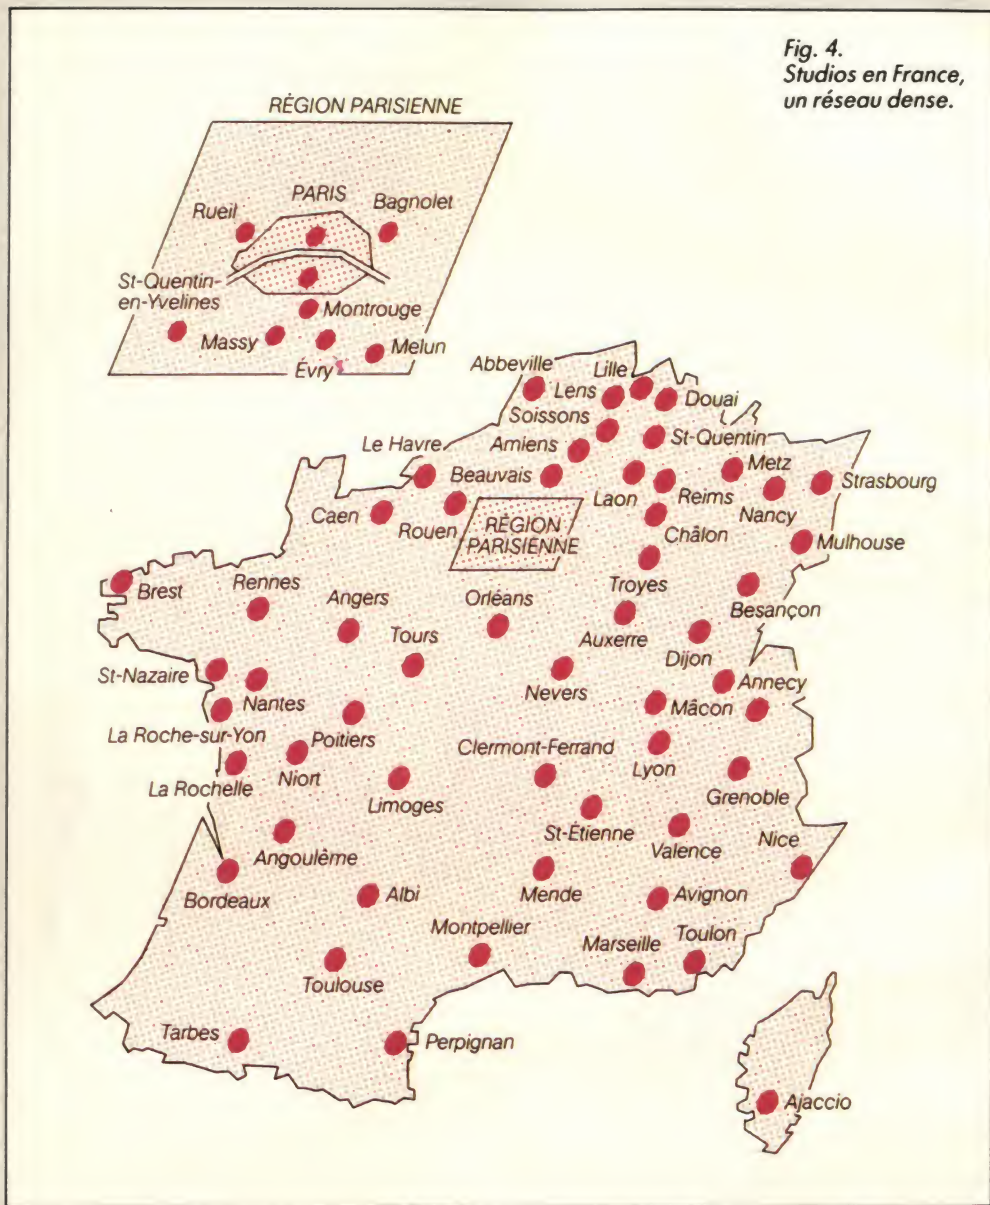 Fig. 4.
Studios en France,
un réseau dense.
RÉGION PARISIENNE
PARIS
Rueil
Bagnolet
St-Quentin-
en-Yvelines
Montrouge
Massy
Évry
Melun
Abbeville
Lille
Lens
Douai
Soissons
St-Quentin
Le Havre
Amiens
Metz
Beauvais
Strasbourg
Laon
Reims
Nancy
Caen
Rouen
RÉGION
PARISIENNE
Châlon
Mulhouse
Brest
Rennes
Angers
Orléans
Troyes
Besançon
Tours
Auxerre
Dijon
St-Nazaire
Nantes
Nevers
Annecy
Mâcon
La Roche-sur-Yon
Poitiers
Clermont-Ferrand
Lyon
La Rochelle
Niort
Limoges
Grenoble
St-Étienne
Valence
Nice
Angoulême
Bordeaux
Albi
Mende
Avignon
Montpellier
Marseille
Toulon
Toulouse
Tarbes
Perpignan
Ajaccio